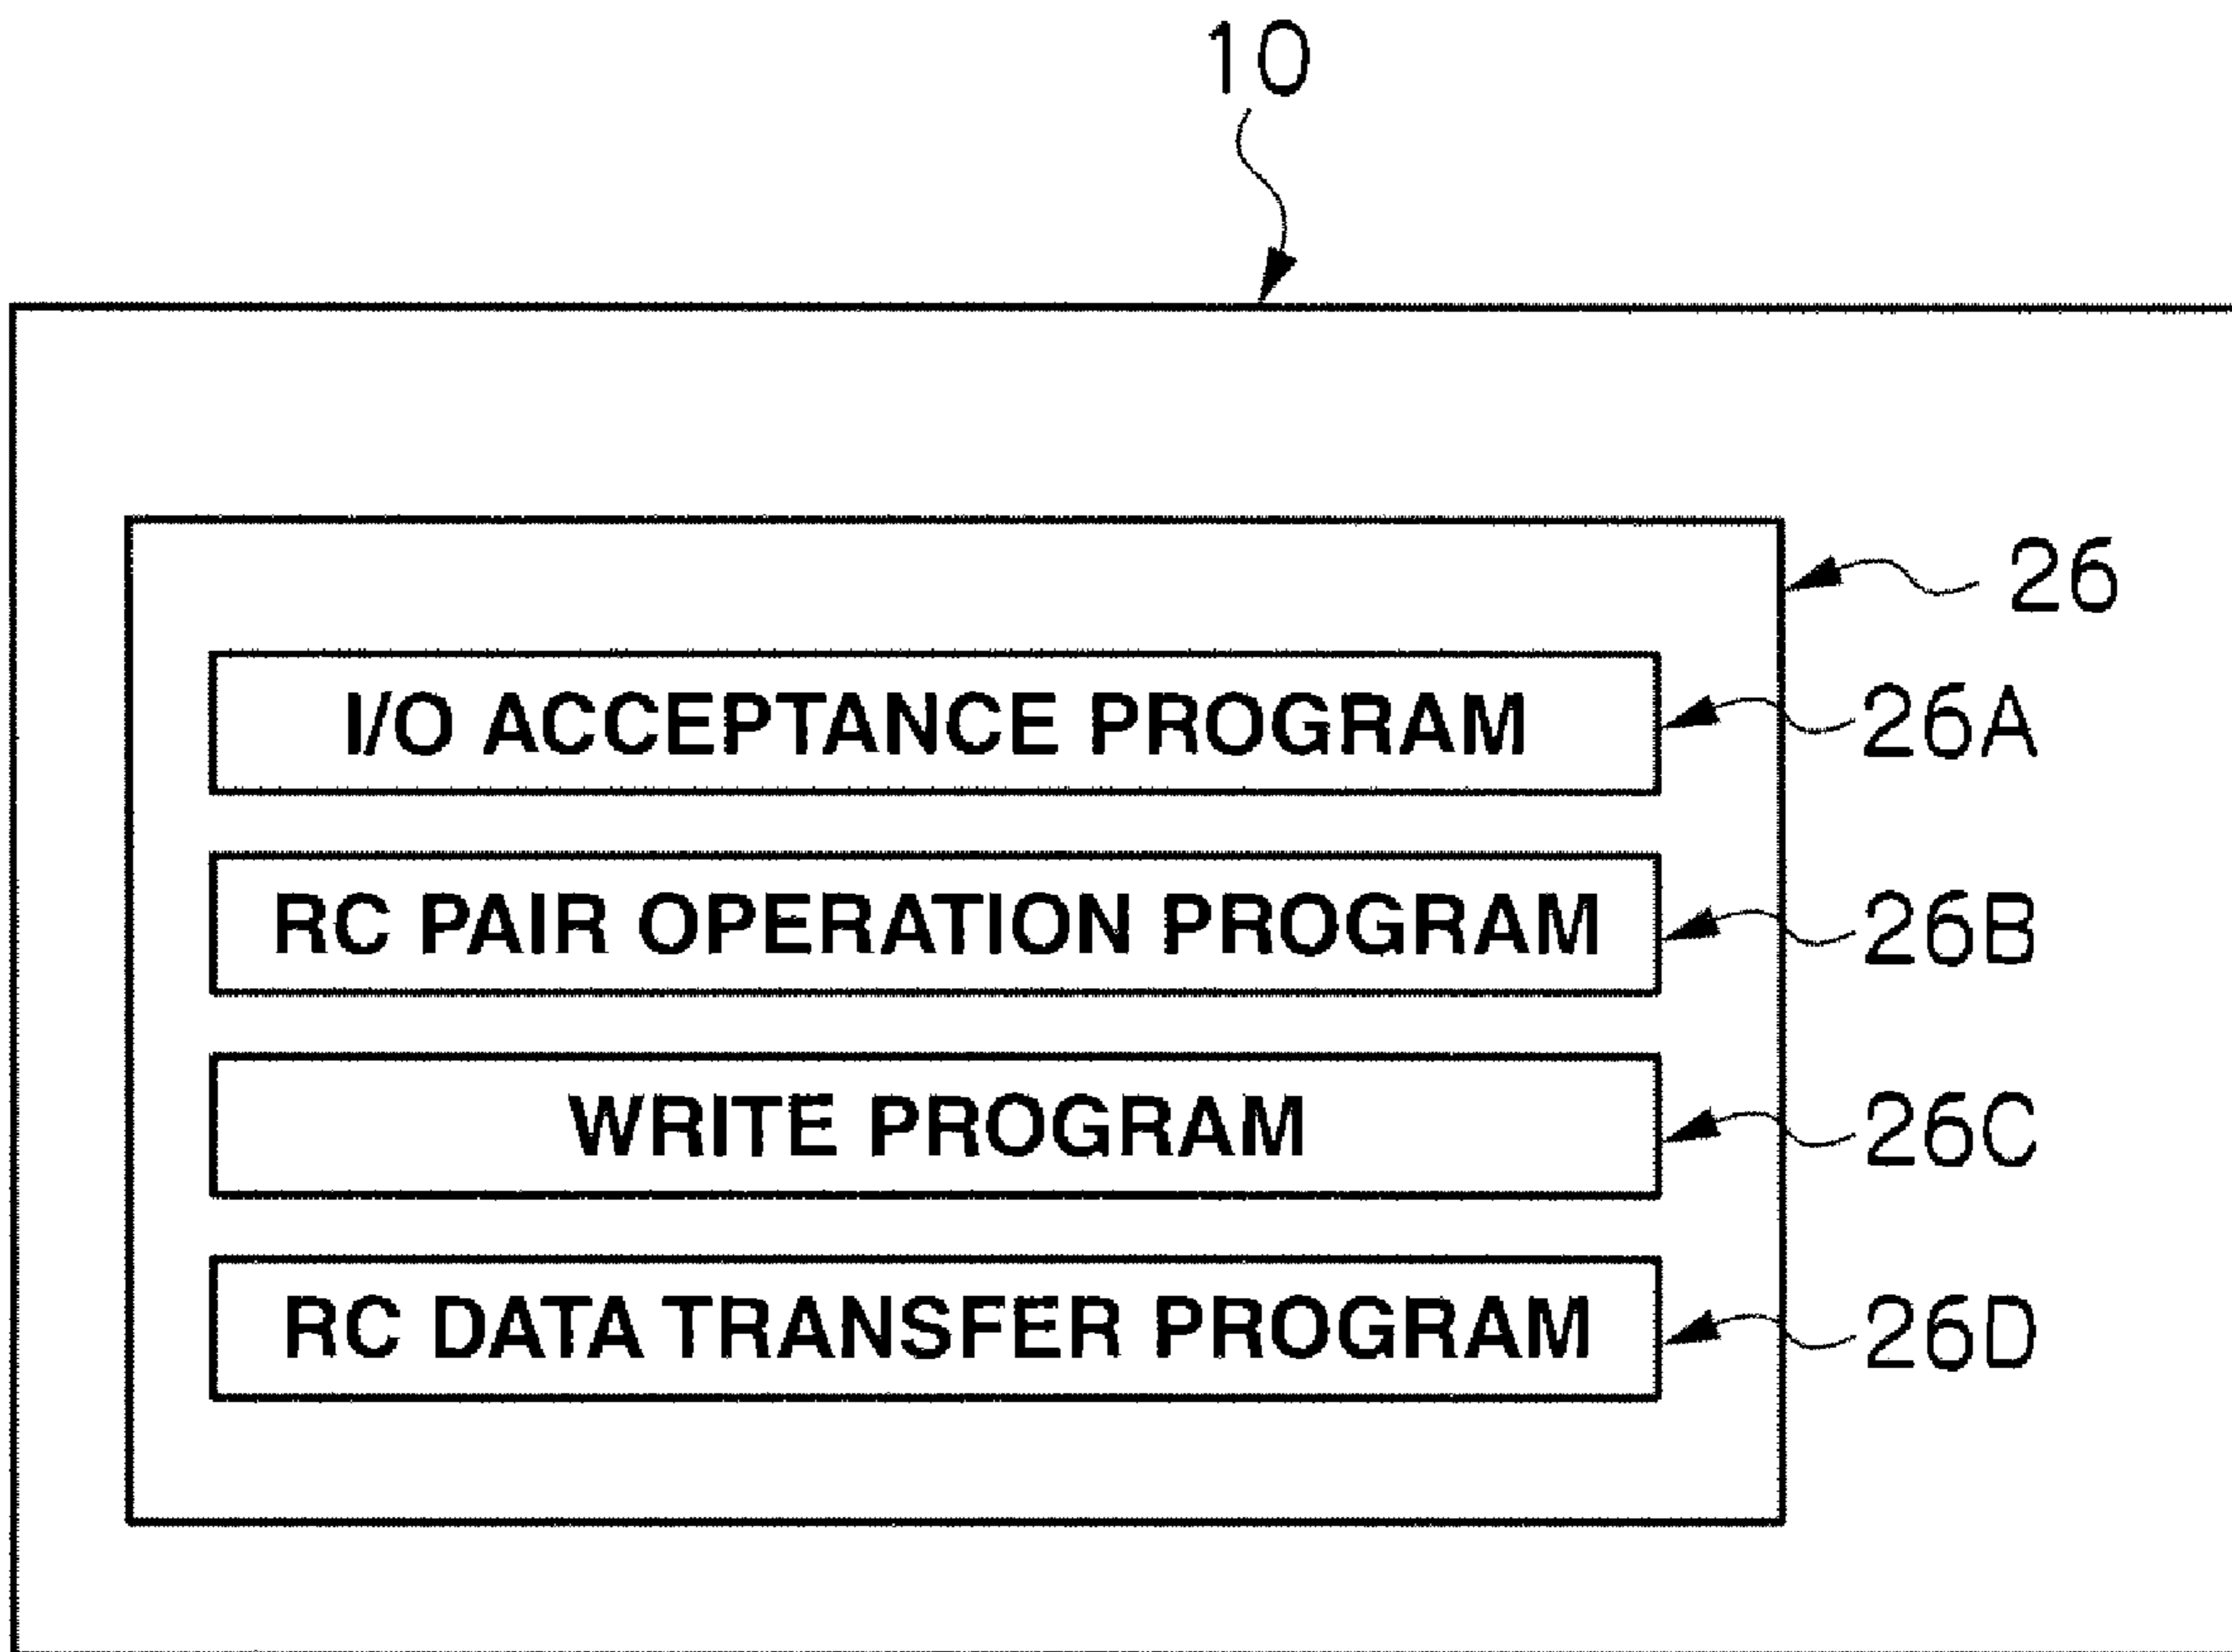 10
26
I/O ACCEPTANCE PROGRAM 26A
RC PAIR OPERATION PROGRAM 26B
WRITE PROGRAM 26C
RC DATA TRANSFER PROGRAM 26D